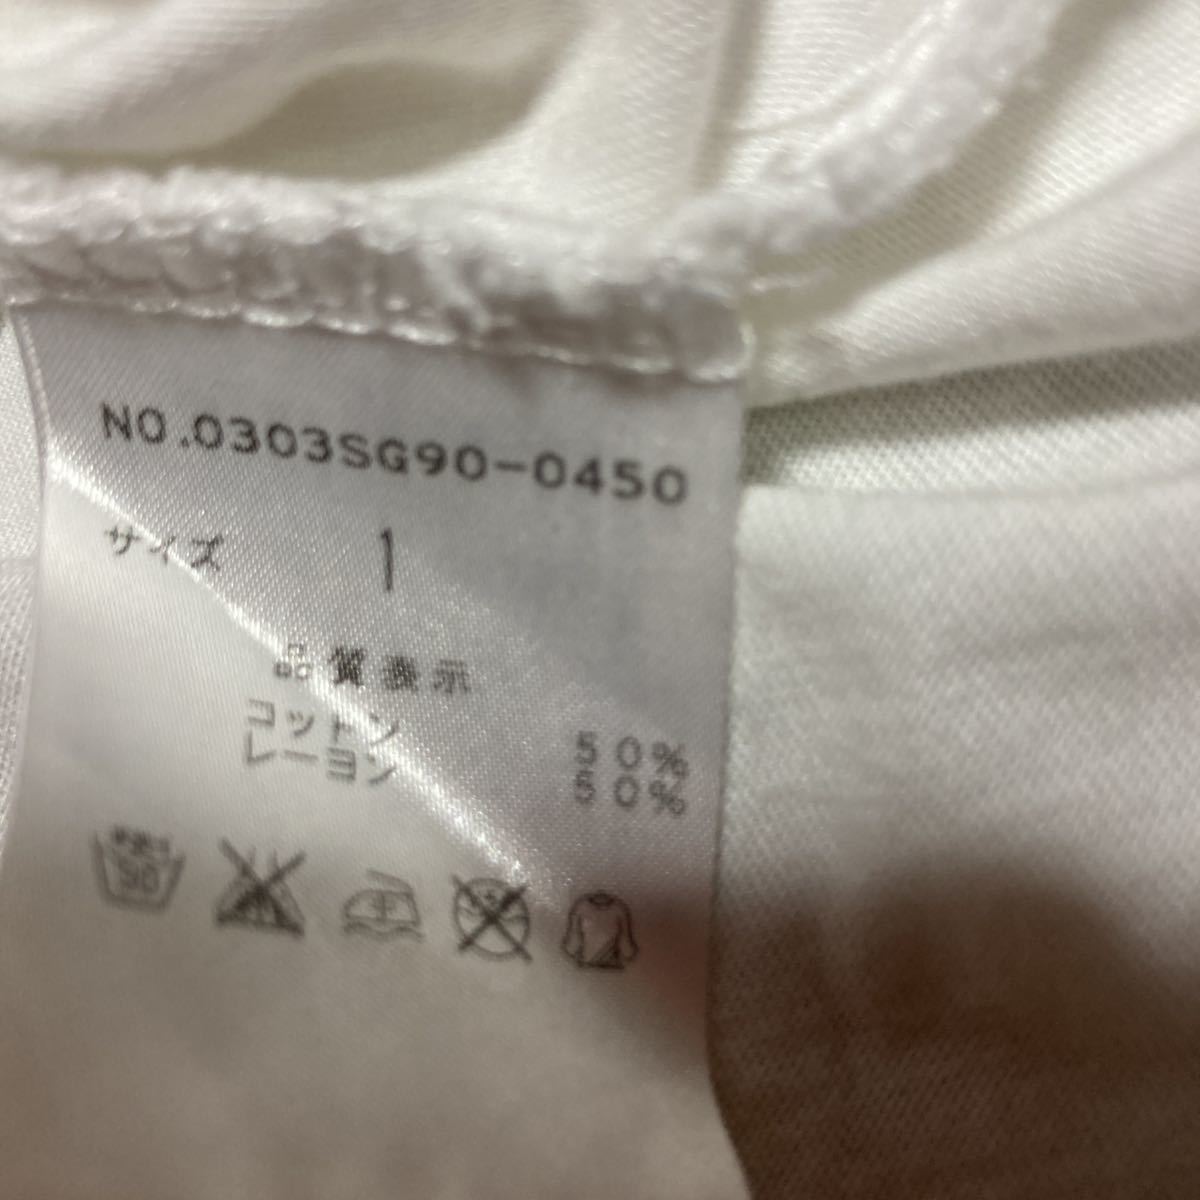 NO.0303SG90-0450
サイズ 1
品質表示
コットン 50%
レーヨン 50%